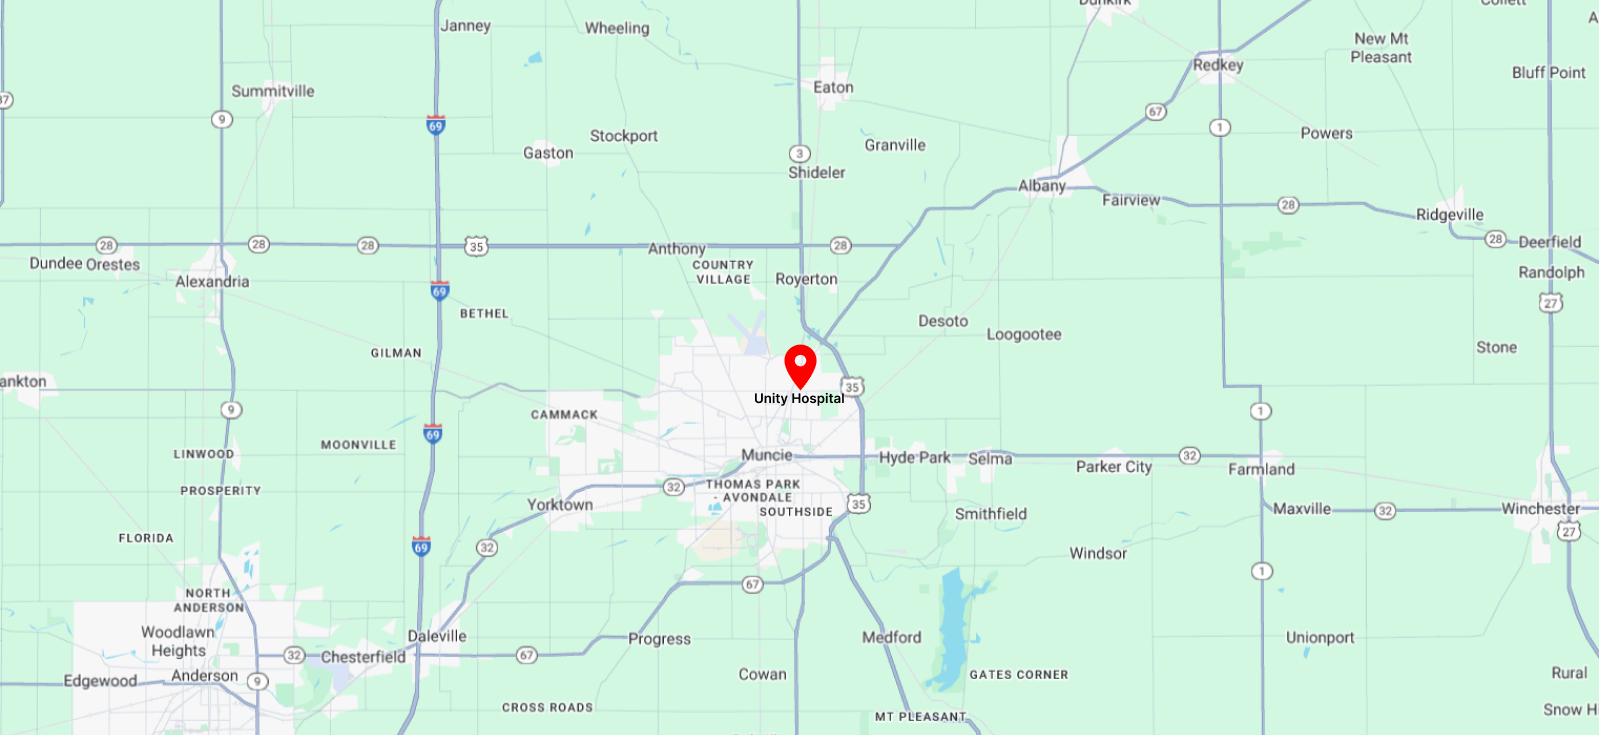 Dunkirk
Collett
Janney
Wheeling
New Mt
Pleasant
Redkey
Bluff Point
Summitville
Eaton
37
9
69
67
1
Stockport
Powers
Granville
Gaston
3
Shideler
Albany
Fairview
28
Ridgeville
28
28
28
35
Anthony
28
28
Deerfield
Dundee
Orestes
COUNTRY
VILLAGE
Royerton
Randolph
Alexandria
69
27
BETHEL
Desoto
Loogootee
GILMAN
Stone
ankton
35
Unity Hospital
9
CAMMACK
1
69
MOONVILLE
LINWOOD
Muncie
Hyde Park
Selma
32
Parker City
Farmland
PROSPERITY
32
THOMAS PARK
- AVONDALE
SOUTHSIDE
Yorktown
35
Smithfield
Maxville
32
Winchester
FLORIDA
69
32
27
Windsor
67
1
NORTH
ANDERSON
Woodlawn
Heights
Daleville
Progress
Medford
Unionport
32
Chesterfield
67
Edgewood
Anderson
9
Cowan
GATES CORNER
Rural
CROSS ROADS
MT PLEASANT
Snow H